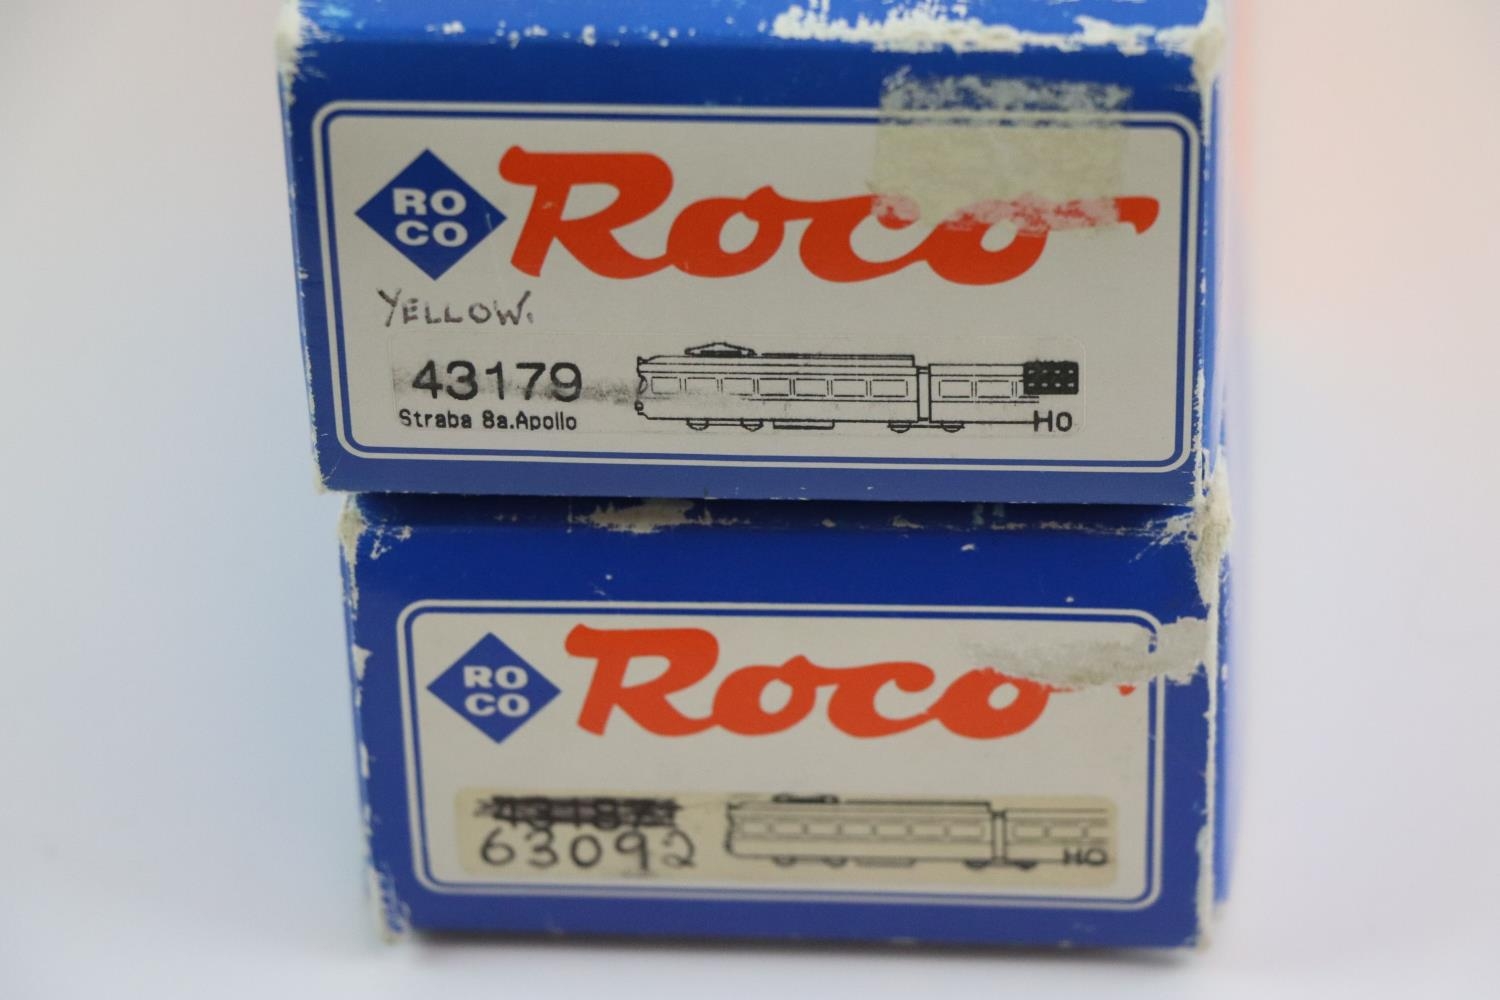 RO
CO
Roco
YELLOW.
43179
Straba 8a.Apollo
HO
RO
CO
Roco
63092
HO